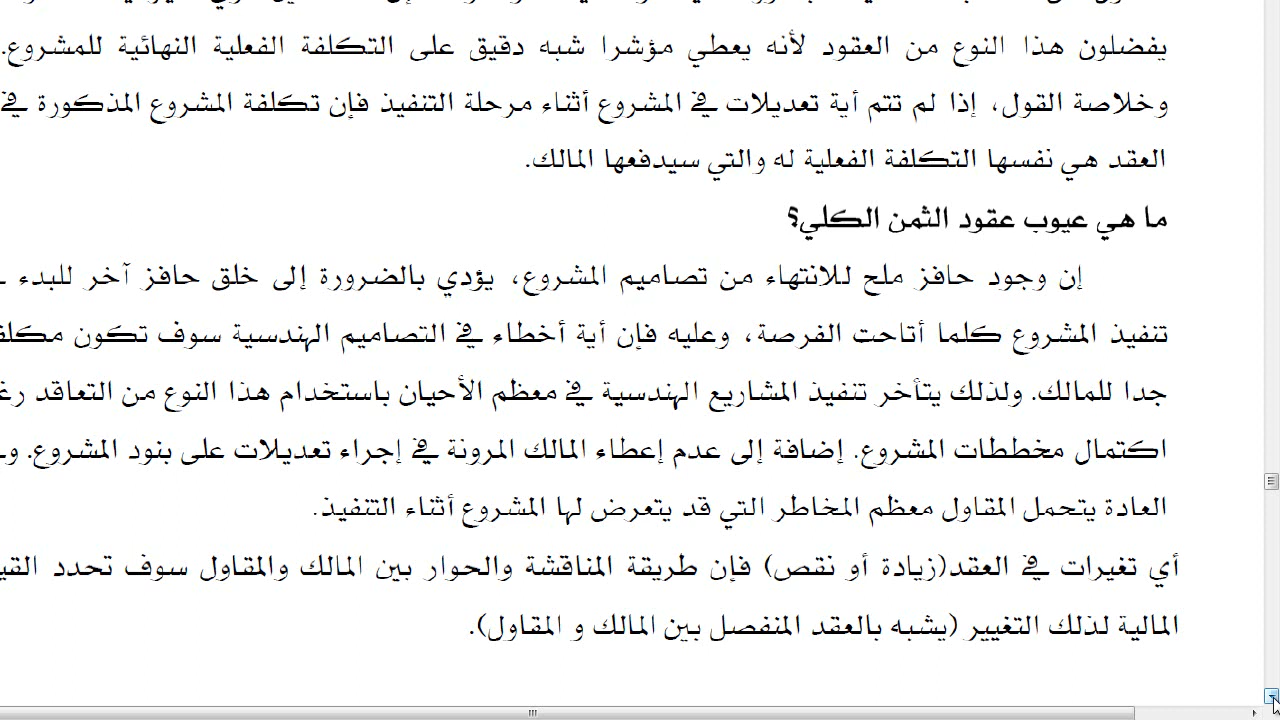 يفضلون هذا النوع من العقود لأنه يعطي مؤشرا شبه دقيق على التكلفة الفعلية النهائية للمشروع.
وخلاصة القول، إذا لم تتم أية تعديلات في المشروع أثناء مرحلة التنفيذ فإن تكلفة المشروع المذكورة في
العقد هي نفسها التكلفة الفعلية له والتي سيدفعها المالك.
ما هي عيوب عقود الثمن الكلي؟
إن وجود حافز ملح للانتهاء من تصاميم المشروع، يؤدي بالضرورة إلى خلق حافز آخر للبدء
تنفيذ المشروع كلما أتاحت الفرصة، وعليه فإن أية أخطاء في التصاميم الهندسية سوف تكون
جدا للمالك. ولذلك يتأخر تنفيذ المشاريع الهندسية في معظم الأحيان باستخدام هذا النوع من التعاقد
اكتمال مخططات المشروع. إضافة إلى عدم إعطاء المالك المرونة في إجراء تعديلات على بنود المشروع.
العادة يتحمل المقاول معظم المخاطر التي قد يتعرض لها المشروع أثناء التنفيذ.
أي تغيرات في العقد(زيادة أو نقص) فإن طريقة المناقشة والحوار بين المالك والمقاول سوف تحدد
المالية لذلك التغيير (يشبه بالعقد المنفصل بين المالك و المقاول).